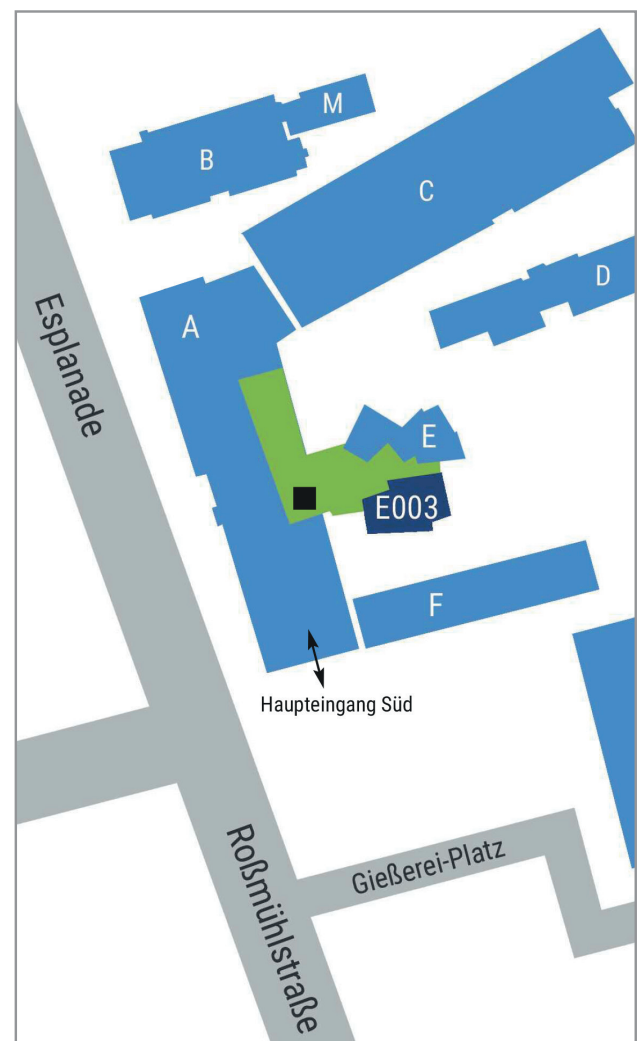 M
B
C
D
A
Esplanade
E
E003
F
Haupteingang Süd
Roßmühlstraße
Gießerei-Platz